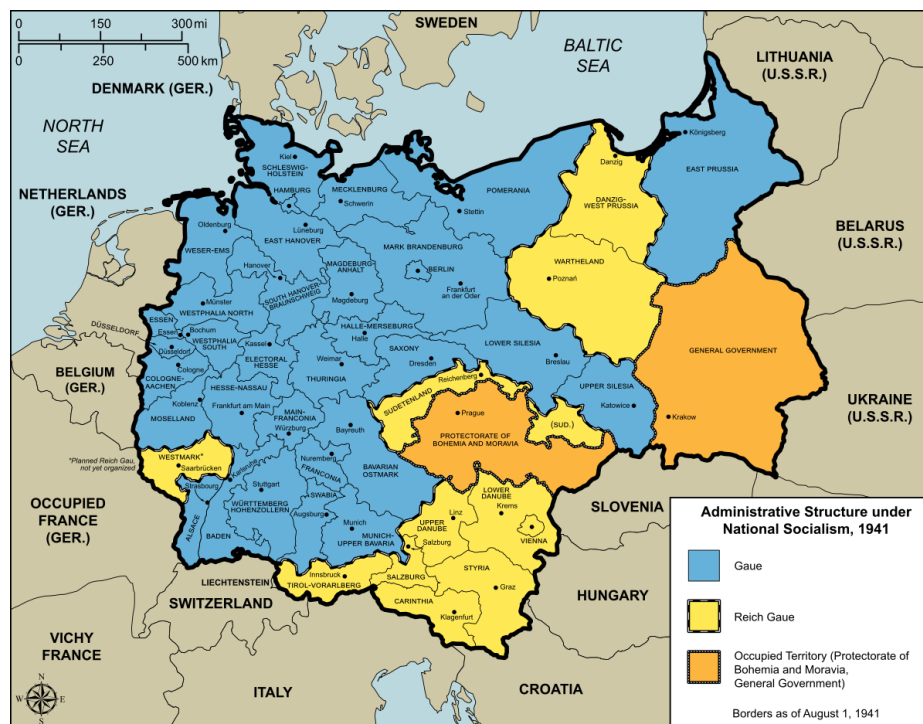 0 150 300 mi
0 250 500 km
SWEDEN
BALTIC
SEA
LITHUANIA
(U.S.S.R.)
DENMARK (GER.)
NORTH
SEA
Kiel
SCHLESWIG-
HOLSTEIN
Königsberg
EAST PRUSSIA
Danzig
DANZIG-
WEST PRUSSIA
NETHERLANDS
(GER.)
HAMBURG
MECKLENBURG
Schwerin
POMERANIA
Stettin
BELARUS
(U.S.S.R.)
Oldenburg
WESER-EMS
Lüneburg
EAST HANOVER
MARK BRANDENBURG
WARTHELAND
Poznań
Hanover
SOUTH HANOVER-
BRAUNSCHWEIG
MAGDEBURG-
ANHALT
Magdeburg
BERLIN
Frankfurt
an der Oder
Münster
WESTPHALIA NORTH
ESSEN
Essen
Bochum
WESTPHALIA
SOUTH
DÜSSELDORF
Düsseldorf
Cologne
COLOGNE-
AACHEN
Kassel
ELECTORAL
HESSE
HALLE-MERSEBURG
Halle
Weimar
THURINGIA
SAXONY
Dresden
LOWER SILESIA
Breslau
GENERAL GOVERNMENT
BELGIUM
(GER.)
Koblenz
MOSELLAND
HESSE-NASSAU
Frankfurt am Main
MAIN-
FRANCONIA
Würzburg
Bayreuth
SUDETENLAND
Reichenberg
Prague
PROTECTORATE OF
BOHEMIA AND MORAVIA
(SUD.)
UPPER SILESIA
Katowice
Krakow
UKRAINE
(U.S.S.R.)
*Planned Reich Gau,
not yet organized
WESTMARK*
Saarbrücken
Karlsruhe
Strasbourg
ALSACE
BADEN
Stuttgart
WÜRTTEMBERG
HOHENZOLLERN
Nuremberg
FRANCONIA
SWABIA
Augsburg
BAVARIAN
OSTMARK
Munich
MUNICH-
UPPER BAVARIA
OCCUPIED
FRANCE
(GER.)
LOWER
DANUBE
Krems
Linz
UPPER
DANUBE
VIENNA
Salzburg
SALZBURG
STYRIA
Graz
CARINTHIA
Klagenfurt
Innsbruck
TIROL-VORARLBERG
LIECHTENSTEIN
SWITZERLAND
SLOVENIA
HUNGARY
VICHY
FRANCE
ITALY
CROATIA
N
W E
S
Administrative Structure under
National Socialism, 1941
Gaue
Reich Gaue
Occupied Territory (Protectorate of
Bohemia and Moravia,
General Government)
Borders as of August 1, 1941